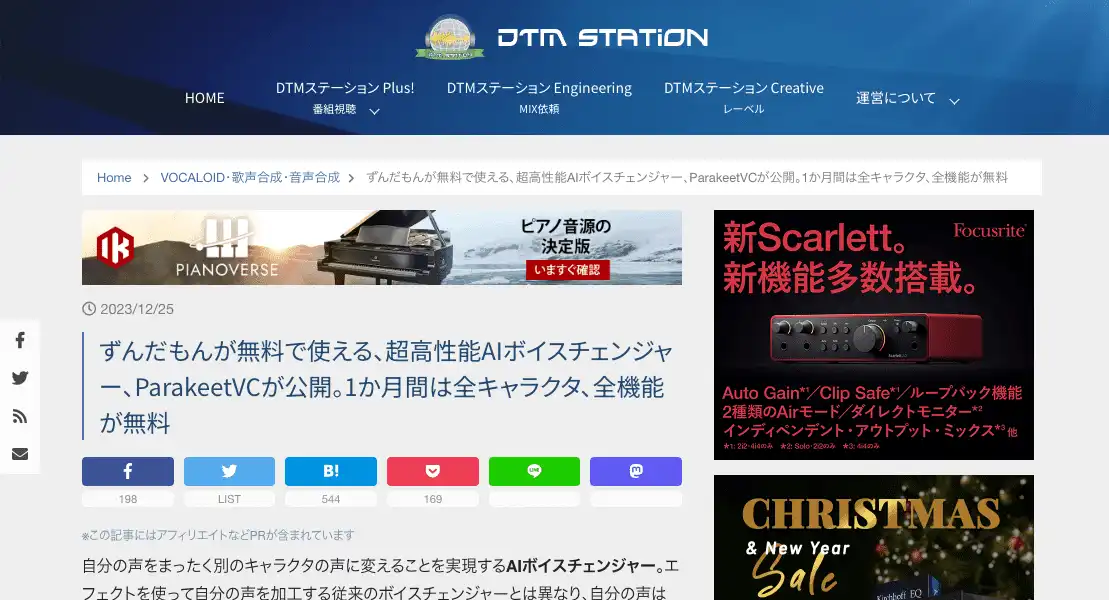 DTM STATION
HOME
DTMステーション Plus!
番組視聴
DTMステーション Engineering
MIX依頼
DTMステーション Creative
レーベル
運営について
Home
VOCALOID･歌声合成･音声合成
ずんだもんが無料で使える､超高性能AIボイスチェンジャー､ParakeetVCが公開｡1か月間は全キャラクタ､全機能が無料
PIANOVERSE
ピアノ音源の
決定版
いますぐ確認
2023/12/25
ずんだもんが無料で使える､超高性能AIボイスチェンジャ
ー､ParakeetVCが公開｡1か月間は全キャラクタ､全機能
が無料
B!
LINE
198
LIST
544
169
※この記事にはアフィリエイトなどPRが含まれています
自分の声をまったく別のキャラクタの声に変えることを実現するAIボイスチェンジャー｡エ
フェクトを使って自分の声を加工する従来のボイスチェンジャーとは異なり､自分の声は
新Scarlett。
Focusrite
新機能多数搭載。
Auto Gain*¹／Clip Safe*¹／ループバック機能
2種類のAirモード／ダイレクトモニター*²
インディペンデント・アウトプット・ミックス*³ 他
★1: 2i2･4i4のみ ★2: Solo･2i2のみ ★3: 4i4のみ
CHRISTMAS
& New Year
Sale
Kirchhoff EQ